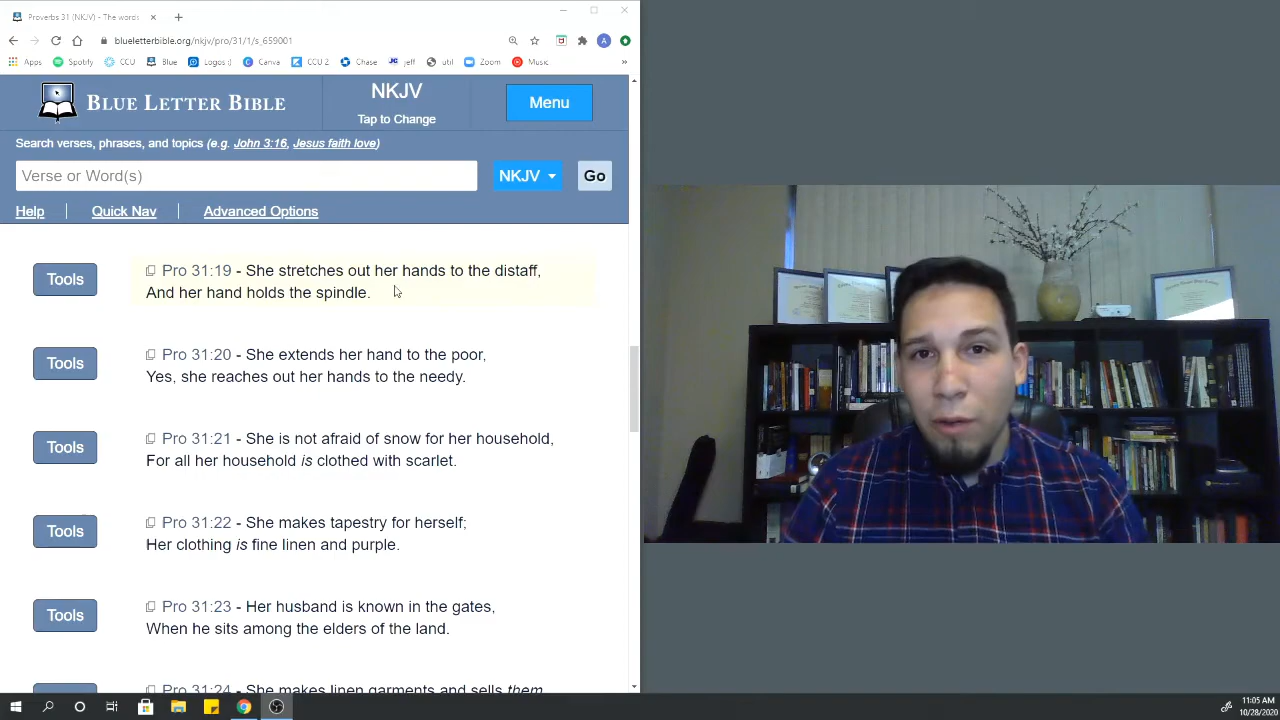 Proverbs 31 (NKJV) - The words
blueletterbible.org/nkjv/pro/31/1/s_659001
A
Apps Spotify CCU Blue Logos :) Canva CCU 2 Chase jeff util Zoom Music »
BLUE LETTER BIBLE
NKJV
Tap to Change
Menu
Search verses, phrases, and topics (e.g. John 3:16, Jesus faith love)
Verse or Word(s)
NKJV
Go
Help
Quick Nav
Advanced Options
Tools
Pro 31:19 - She stretches out her hands to the distaff,
And her hand holds the spindle.
Tools
Pro 31:20 - She extends her hand to the poor,
Yes, she reaches out her hands to the needy.
Tools
Pro 31:21 - She is not afraid of snow for her household,
For all her household is clothed with scarlet.
Tools
Pro 31:22 - She makes tapestry for herself;
Her clothing is fine linen and purple.
Tools
Pro 31:23 - Her husband is known in the gates,
When he sits among the elders of the land.
Pro 31:24 - She makes linen garments and sells them,
11:05 AM
10/28/2020